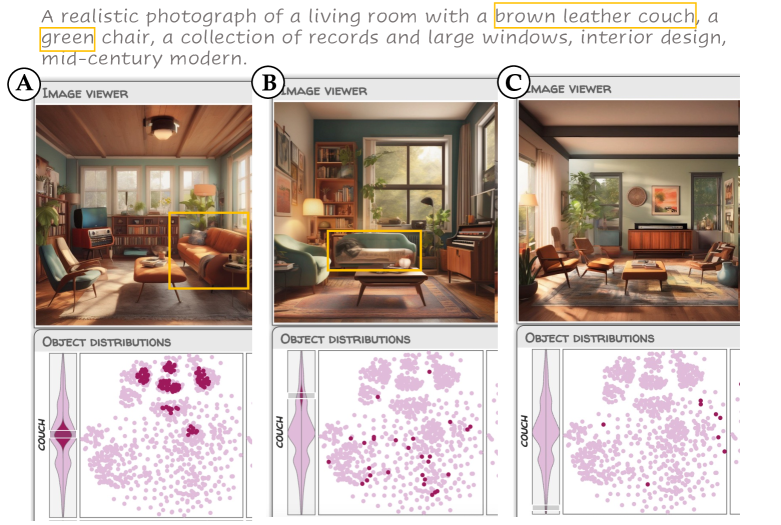 A realistic photograph of a living room with a brown leather couch, a
green chair, a collection of records and large windows, interior design,
mid-century modern.
A
IMAGE VIEWER
B
IMAGE VIEWER
C
IMAGE VIEWER
OBJECT DISTRIBUTIONS
OBJECT DISTRIBUTIONS
OBJECT DISTRIBUTIONS
COUCH
COUCH
COUCH